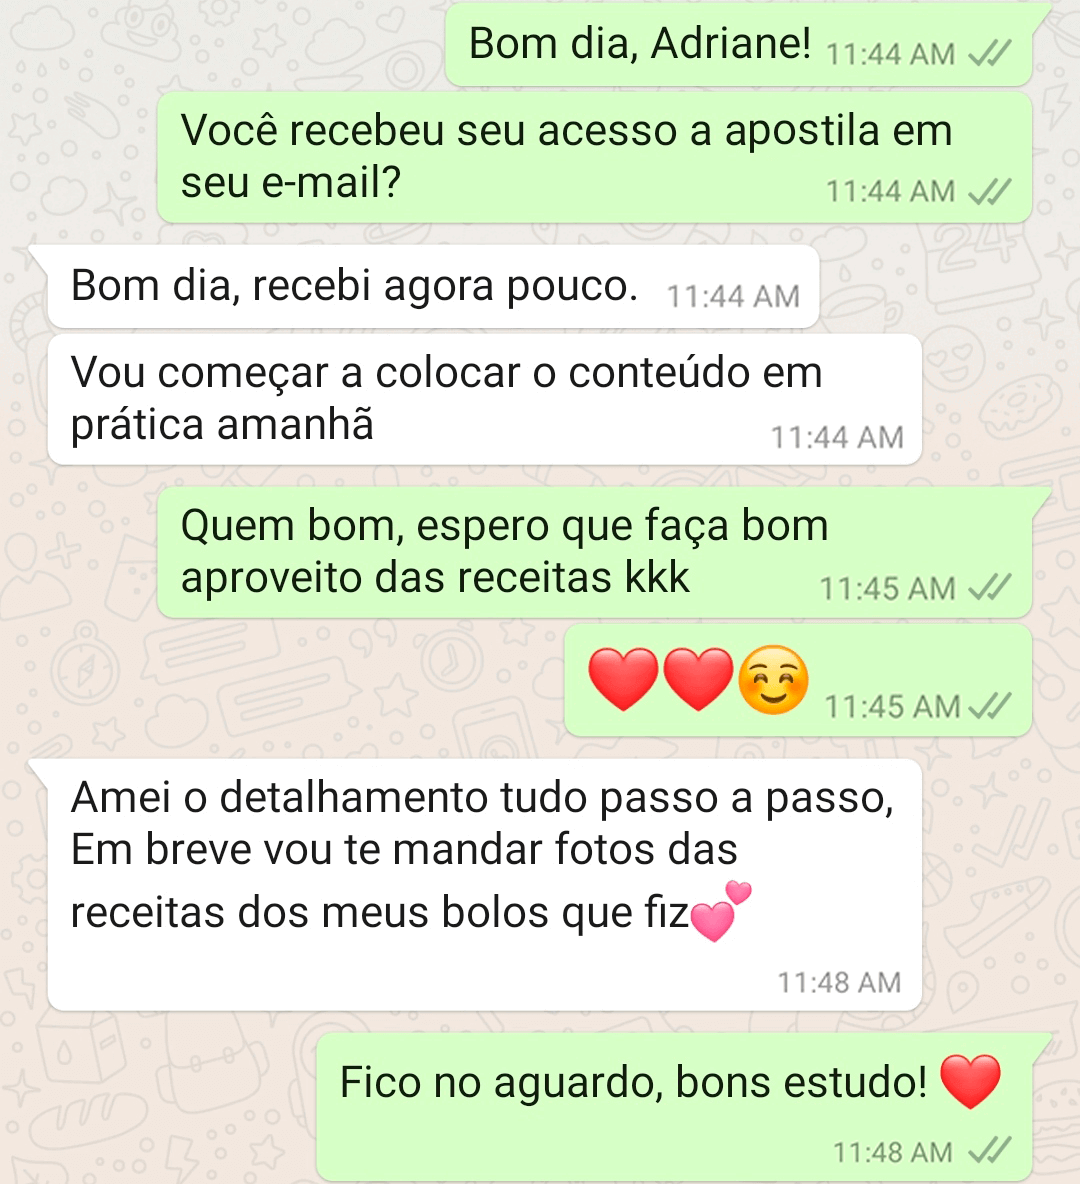 Bom dia, Adriane! 11:44 AM
Você recebeu seu acesso a apostila em
seu e-mail? 11:44 AM
Bom dia, recebi agora pouco. 11:44 AM
Vou começar a colocar o conteúdo em
prática amanhã 11:44 AM
Quem bom, espero que faça bom
aproveito das receitas kkk 11:45 AM
❤️❤️☺️ 11:45 AM
Amei o detalhamento tudo passo a passo,
Em breve vou te mandar fotos das
receitas dos meus bolos que fiz💕
11:48 AM
Fico no aguardo, bons estudo! ❤️
11:48 AM